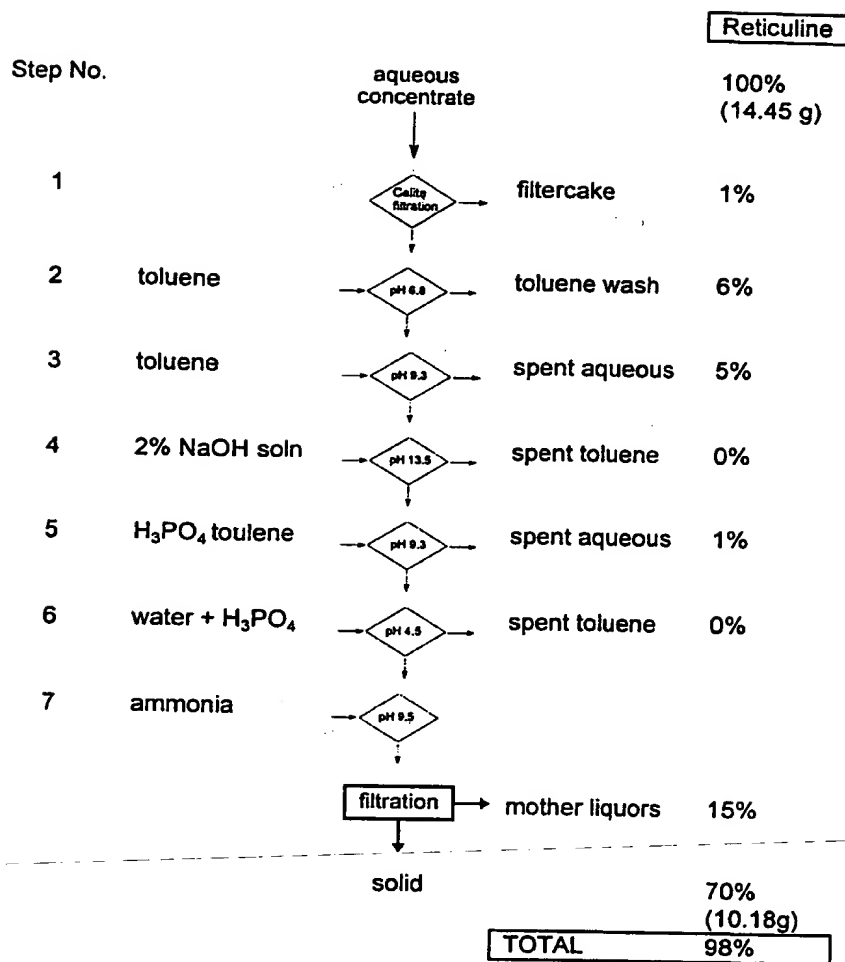 Reticuline
Step No.
aqueous
concentrate
100%
(14.45 g)
1
Celite
filtration
filtercake
1%
2
toluene
pH 6.8
toluene wash
6%
3
toluene
pH 9.3
spent aqueous
5%
4
2% NaOH soln
pH 13.5
spent toluene
0%
5
H₃PO₄ toulene
pH 9.3
spent aqueous
1%
6
water + H₃PO₄
pH 4.5
spent toluene
0%
7
ammonia
pH 9.5
filtration
mother liquors
15%
solid
70%
(10.18g)
TOTAL
98%